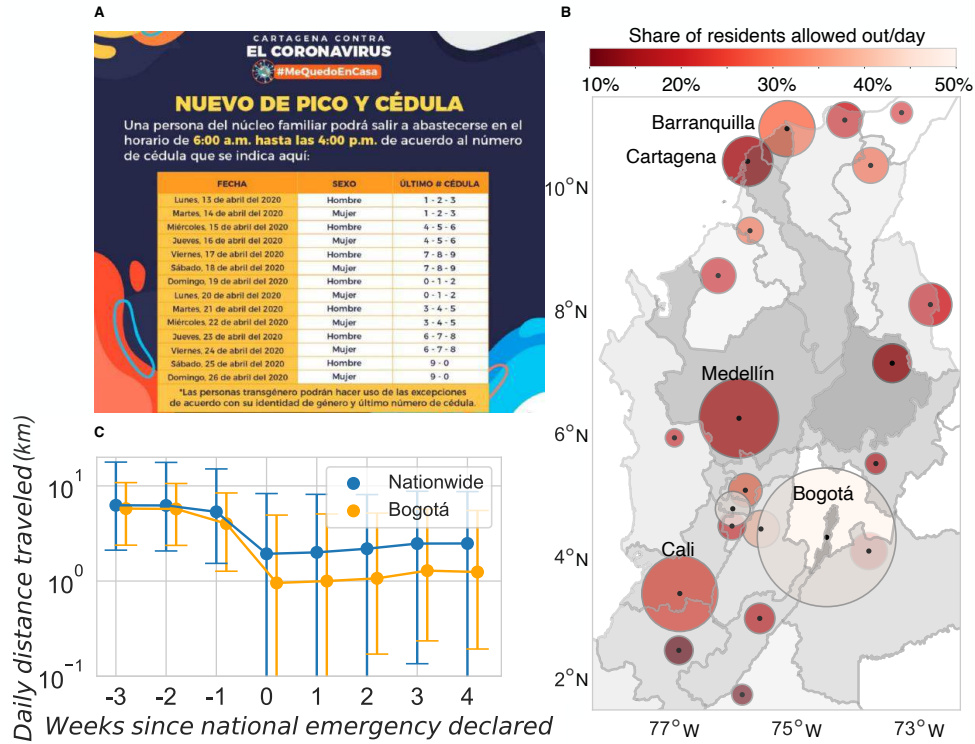 A
CARTAGENA CONTRA
EL CORONAVIRUS
#MeQuedoEnCasa
NUEVO DE PICO Y CÉDULA
Una persona del núcleo familiar podrá salir a abastecerse en el
horario de 6:00 a.m. hasta las 4:00 p.m. de acuerdo al número
de cédula que se indica aquí:
FECHA SEXO ÚLTIMO # CÉDULA
Lunes, 13 de abril del 2020 Hombre 1 - 2 - 3
Martes, 14 de abril del 2020 Mujer 1 - 2 - 3
Miércoles, 15 de abril del 2020 Hombre 4 - 5 - 6
Jueves, 16 de abril del 2020 Mujer 4 - 5 - 6
Viernes, 17 de abril del 2020 Hombre 7 - 8 - 9
Sábado, 18 de abril del 2020 Mujer 7 - 8 - 9
Domingo, 19 de abril del 2020 Hombre 0 - 1 - 2
Lunes, 20 de abril del 2020 Mujer 0 - 1 - 2
Martes, 21 de abril del 2020 Hombre 3 - 4 - 5
Miércoles, 22 de abril del 2020 Mujer 3 - 4 - 5
Jueves, 23 de abril del 2020 Hombre 6 - 7 - 8
Viernes, 24 de abril del 2020 Mujer 6 - 7 - 8
Sábado, 25 de abril del 2020 Hombre 9 - 0
Domingo, 26 de abril del 2020 Mujer 9 - 0
*Las personas transgénero podrán hacer uso de las excepciones
de acuerdo con su identidad de género y último número de cédula.
B
Share of residents allowed out/day
10% 20% 30% 40% 50%
Barranquilla
Cartagena
10°N
8°N
Medellín
6°N
Bogotá
4°N
Cali
2°N
77°W 75°W 73°W
C
Daily distance traveled (km)
10^1
10^0
10^-1
Nationwide
Bogotá
-3 -2 -1 0 1 2 3 4
Weeks since national emergency declared